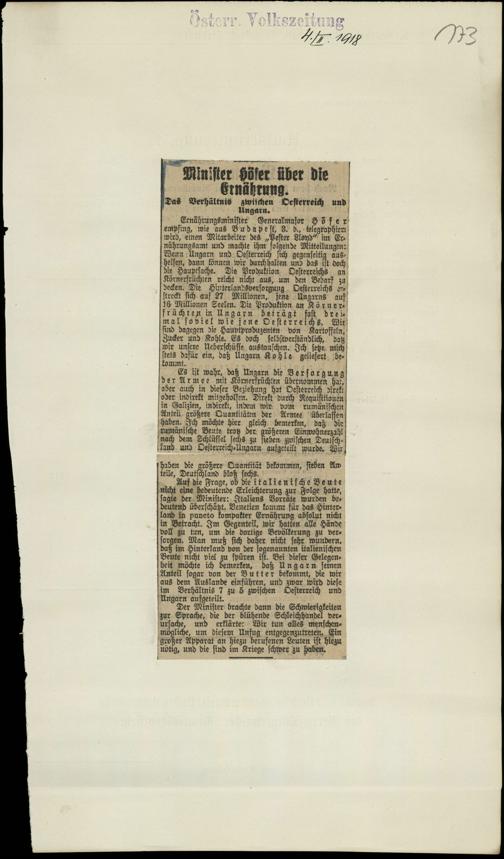 Österr. Volkszeitung
4./II. 1918
173
Minister Höfer über die
Ernährung.
Das Verhältnis zwischen Oesterreich und
Ungarn.
Ernährungsminister Generalmajor Höfer
empfing, wie aus Budapest, 3. d., telegraphiert
wird, einen Mitarbeiter des „Pester Lloyd" im Er-
nährungsamt und machte ihm folgende Mitteilungen:
Wenn Ungarn und Oesterreich sich gegenseitig aus-
helfen, dann können wir durchhalten und das ist doch
die Hauptsache. Die Produktion Oesterreichs an
Körnerfrüchten reicht nicht aus, um den Bedarf zu
decken. Die Hinterlandsversorgung Oesterreichs er-
streckt sich auf 27 Millionen, jene Ungarns auf
16 Millionen Seelen. Die Produktion an Körner-
früchten in Ungarn beträgt fast drei-
mal soviel wie jene Oesterreichs. Wir
sind dagegen die Hauptproduzenten von Kartoffeln,
Zucker und Kohle. Es ist doch selbstverständlich, daß
wir unsere Ueberschüsse austauschen. Ich setze mich
stets dafür ein, daß Ungarn Kohle geliefert be-
kommt.
Es ist wahr, daß Ungarn die Versorgung
der Armee mit Körnerfrüchten übernommen hat,
aber auch in dieser Beziehung hat Oesterreich direkt
oder indirekt mitgeholfen. Direkt durch Requisitionen
in Galizien, indirekt, indem wir vom rumänischen
Anteil größere Quantitäten der Armee überlassen
haben. Ich möchte hier gleich bemerken, daß die
rumänische Beute trotz der größeren Einwohnerzahl
nach dem Schlüssel sechs zu sieben zwischen Deutsch-
land und Oesterreich-Ungarn aufgeteilt wurde. Wir
haben die größere Quantität bekommen, sieben An-
teile, Deutschland bloß sechs.
Auf die Frage, ob die italienische Beute
nicht eine bedeutende Erleichterung zur Folge hatte,
sagte der Minister: Italiens Vorräte wurden be-
deutend überschätzt. Venetien kommt für das Hinter-
land in puncto kompakter Ernährung absolut nicht
in Betracht. Im Gegenteil, wir hatten alle Hände
voll zu tun, um die dortige Bevölkerung zu ver-
sorgen. Man muß sich daher nicht sehr wundern,
daß im Hinterland von der sogenannten italienischen
Beute nicht viel zu spüren ist. Bei dieser Gelegen-
heit möchte ich bemerken, daß Ungarn seinen
Anteil sogar von der Butter bekommt, die wir
aus dem Auslande einführen, und zwar wird diese
im Verhältnis 7 zu 5 zwischen Oesterreich und
Ungarn aufgeteilt.
Der Minister brachte dann die Schwierigkeiten
zur Sprache, die der blühende Schleichhandel ver-
ursache, und erklärte: Wir tun alles menschen-
mögliche, um diesem Unfug entgegenzutreten. Ein
großer Apparat an hiezu berufenen Leuten ist hiezu
nötig, und die sind im Kriege schwer zu haben.